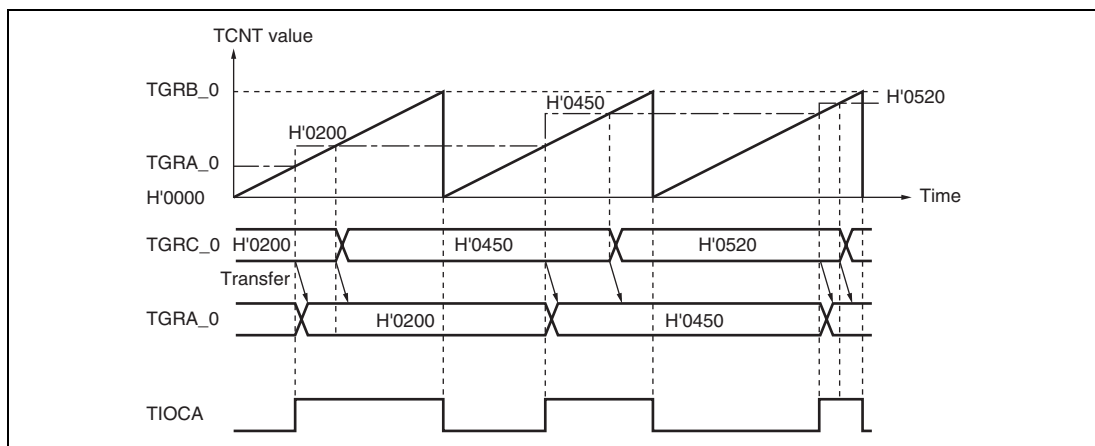 TCNT value
TGRB_0
H'0520
H'0450
H'0200
TGRA_0
H'0000
Time
TGRC_0
H'0200
H'0450
H'0520
Transfer
TGRA_0
H'0200
H'0450
TIOCA